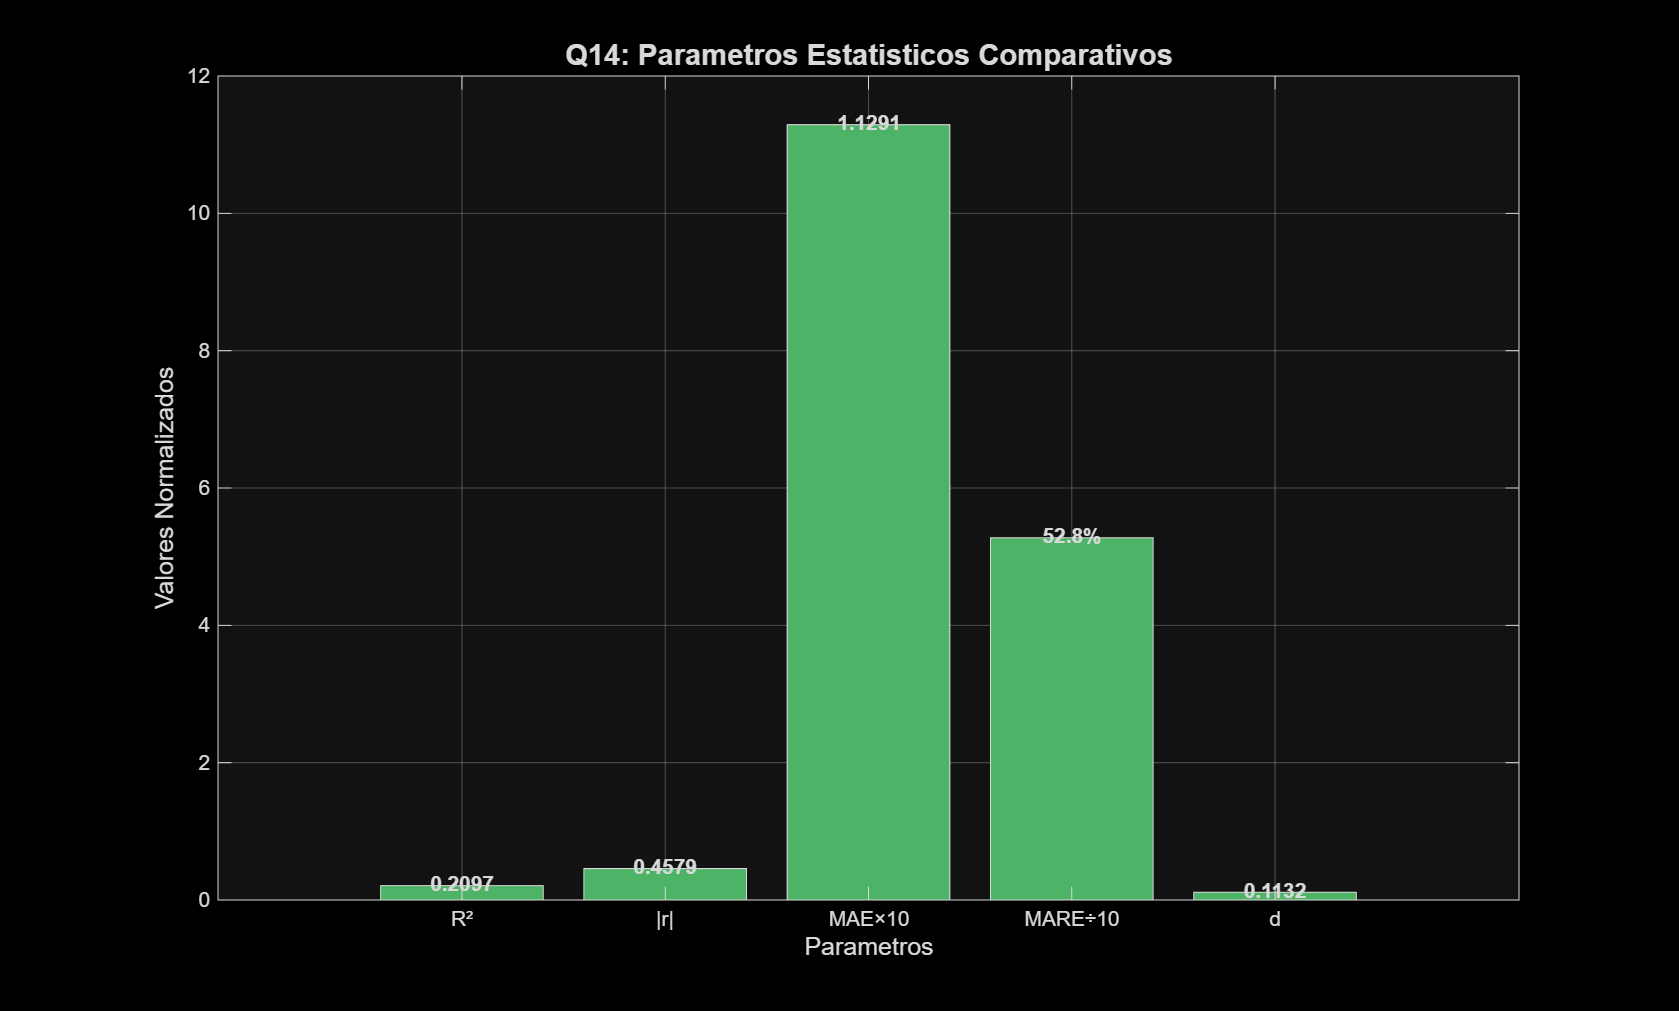 Q14: Parametros Estatisticos Comparativos
12
10
8
6
4
2
0
Valores Normalizados
0.2097
0.4579
1.1291
52.8%
0.1132
R²
|r|
MAE×10
MARE÷10
d
Parametros